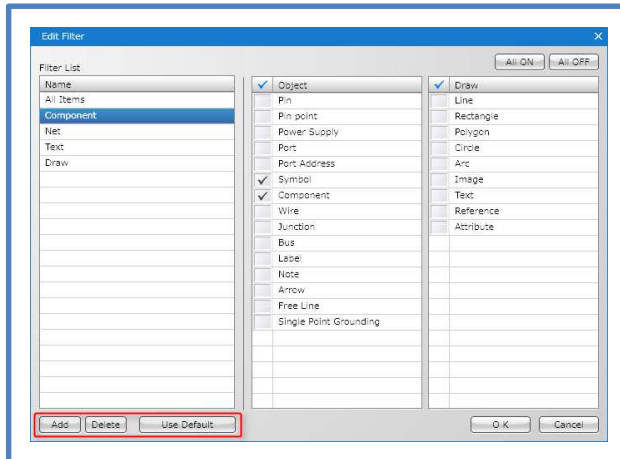 Edit Filter
All ON All OFF
Filter List
Name
All Items
Component
Net
Text
Draw
Object
Pin
Pin point
Power Supply
Port
Port Address
Symbol
Component
Wire
Junction
Bus
Label
Note
Arrow
Free Line
Single Point Grounding
Draw
Line
Rectangle
Polygon
Circle
Arc
Image
Text
Reference
Attribute
Add Delete Use Default
O K Cancel